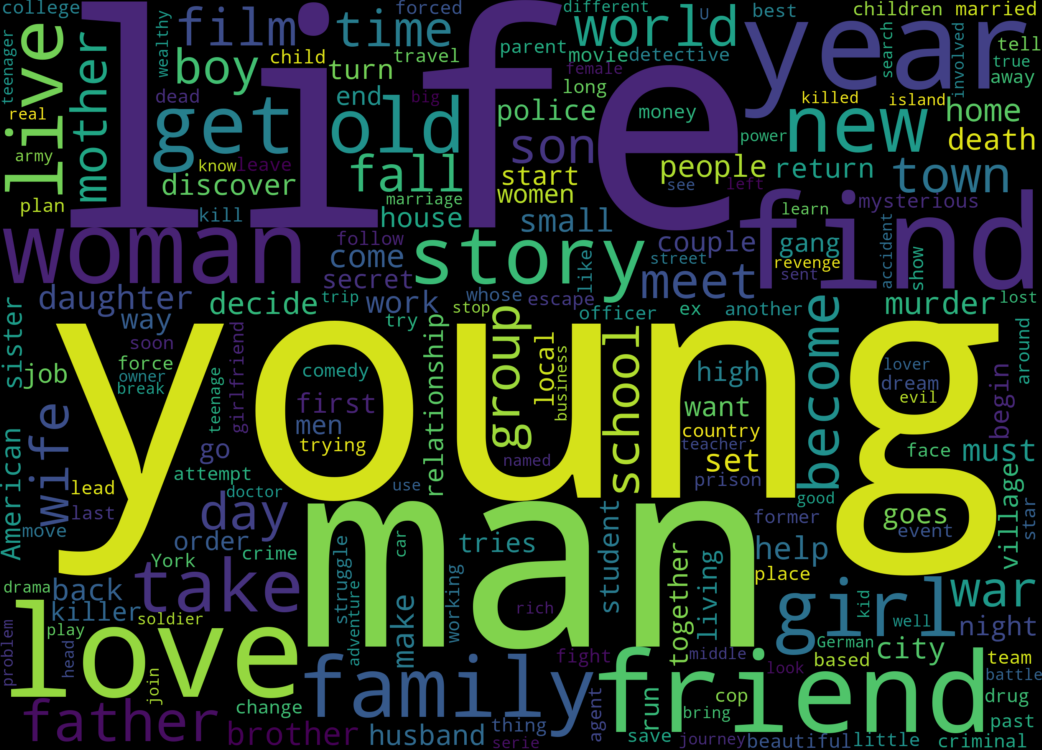 life
young
man
love
friend
family
find
woman
year
world
time
film
get
old
new
story
girl
take
father
live
mother
boy
turn
child
travel
forced
different
U
best
children
married
college
teenager
wealthy
parent
movie
detective
search
involved
tell
true
away
real
dead
end
big
female
long
police
money
killed
island
home
death
power
army
know
leave
fall
son
start
women
people
return
town
see
left
plan
discover
marriage
house
kill
small
learn
mysterious
follow
come
secret
couple
gang
revenge
sent
accident
show
street
like
meet
daughter
decide
trip
work
stop
whose
escape
officer
ex
another
murder
lost
way
try
soon
sister
job
force
owner
break
teenage
girlfriend
comedy
first
men
trying
relationship
group
local
business
school
high
want
country
teacher
set
prison
become
lover
dream
evil
begin
around
face
must
good
American
wife
go
attempt
doctor
lead
last
move
use
named
day
order
York
crime
tries
student
former
help
place
goes
event
village
star
war
drama
back
killer
soldier
play
problem
head
join
change
struggle
adventure
car
make
working
rich
together
living
kid
well
German
city
night
based
team
battle
look
middle
fight
brother
husband
thing
serie
agent
save
run
bring
cop
journey
beautiful
little
drug
past
criminal